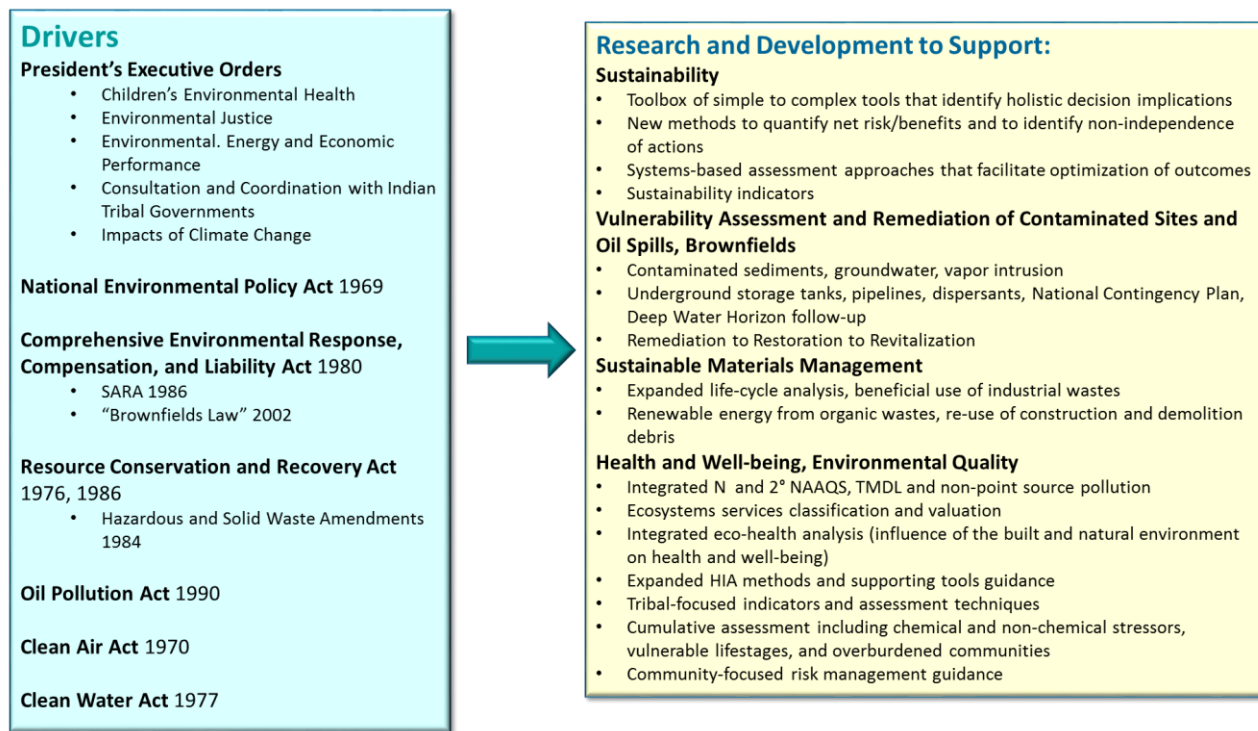 Drivers
President's Executive Orders
• Children's Environmental Health
• Environmental Justice
• Environmental. Energy and Economic
Performance
• Consultation and Coordination with Indian
Tribal Governments
• Impacts of Climate Change
National Environmental Policy Act 1969
Comprehensive Environmental Response,
Compensation, and Liability Act 1980
• SARA 1986
• “Brownfields Law” 2002
Resource Conservation and Recovery Act
1976, 1986
• Hazardous and Solid Waste Amendments
1984
Oil Pollution Act 1990
Clean Air Act 1970
Clean Water Act 1977
Research and Development to Support:
Sustainability
• Toolbox of simple to complex tools that identify holistic decision implications
• New methods to quantify net risk/benefits and to identify non-independence
of actions
• Systems-based assessment approaches that facilitate optimization of outcomes
• Sustainability indicators
Vulnerability Assessment and Remediation of Contaminated Sites and
Oil Spills, Brownfields
• Contaminated sediments, groundwater, vapor intrusion
• Underground storage tanks, pipelines, dispersants, National Contingency Plan,
Deep Water Horizon follow-up
• Remediation to Restoration to Revitalization
Sustainable Materials Management
• Expanded life-cycle analysis, beneficial use of industrial wastes
• Renewable energy from organic wastes, re-use of construction and demolition
debris
Health and Well-being, Environmental Quality
• Integrated N and 2° NAAQS, TMDL and non-point source pollution
• Ecosystems services classification and valuation
• Integrated eco-health analysis (influence of the built and natural environment
on health and well-being)
• Expanded HIA methods and supporting tools guidance
• Tribal-focused indicators and assessment techniques
• Cumulative assessment including chemical and non-chemical stressors,
vulnerable lifestages, and overburdened communities
• Community-focused risk management guidance